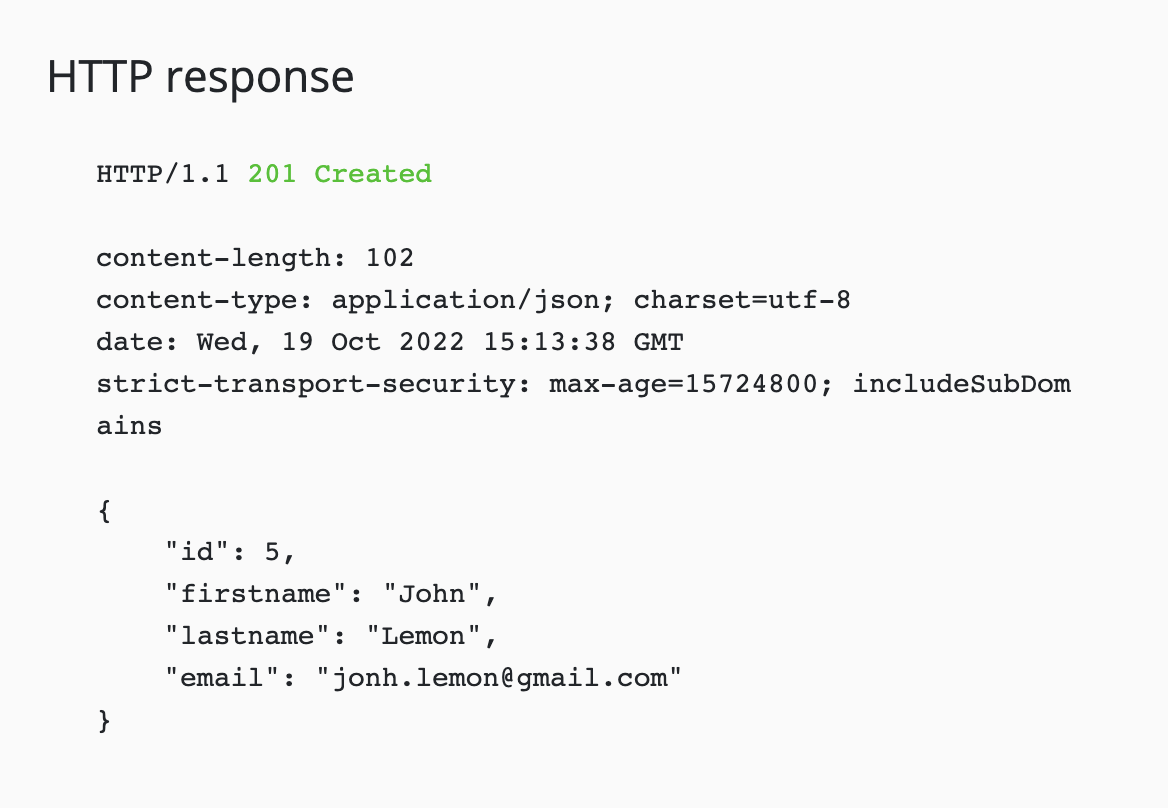 HTTP response
HTTP/1.1 201 Created
content-length: 102
content-type: application/json; charset=utf-8
date: Wed, 19 Oct 2022 15:13:38 GMT
strict-transport-security: max-age=15724800; includeSubDom
ains
{
    "id": 5,
    "firstname": "John",
    "lastname": "Lemon",
    "email": "jonh.lemon@gmail.com"
}